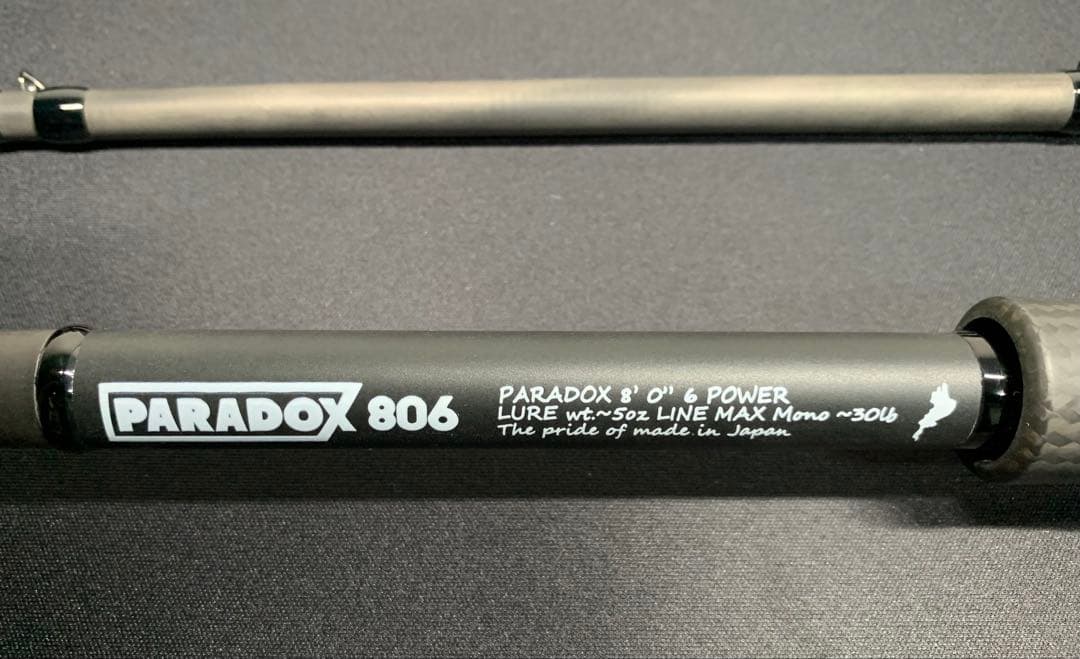 PARADOX 806
PARADOX 8' 0" 6 POWER
LURE wt.~5oz LINE MAX Mono ~30lb
The pride of made in Japan